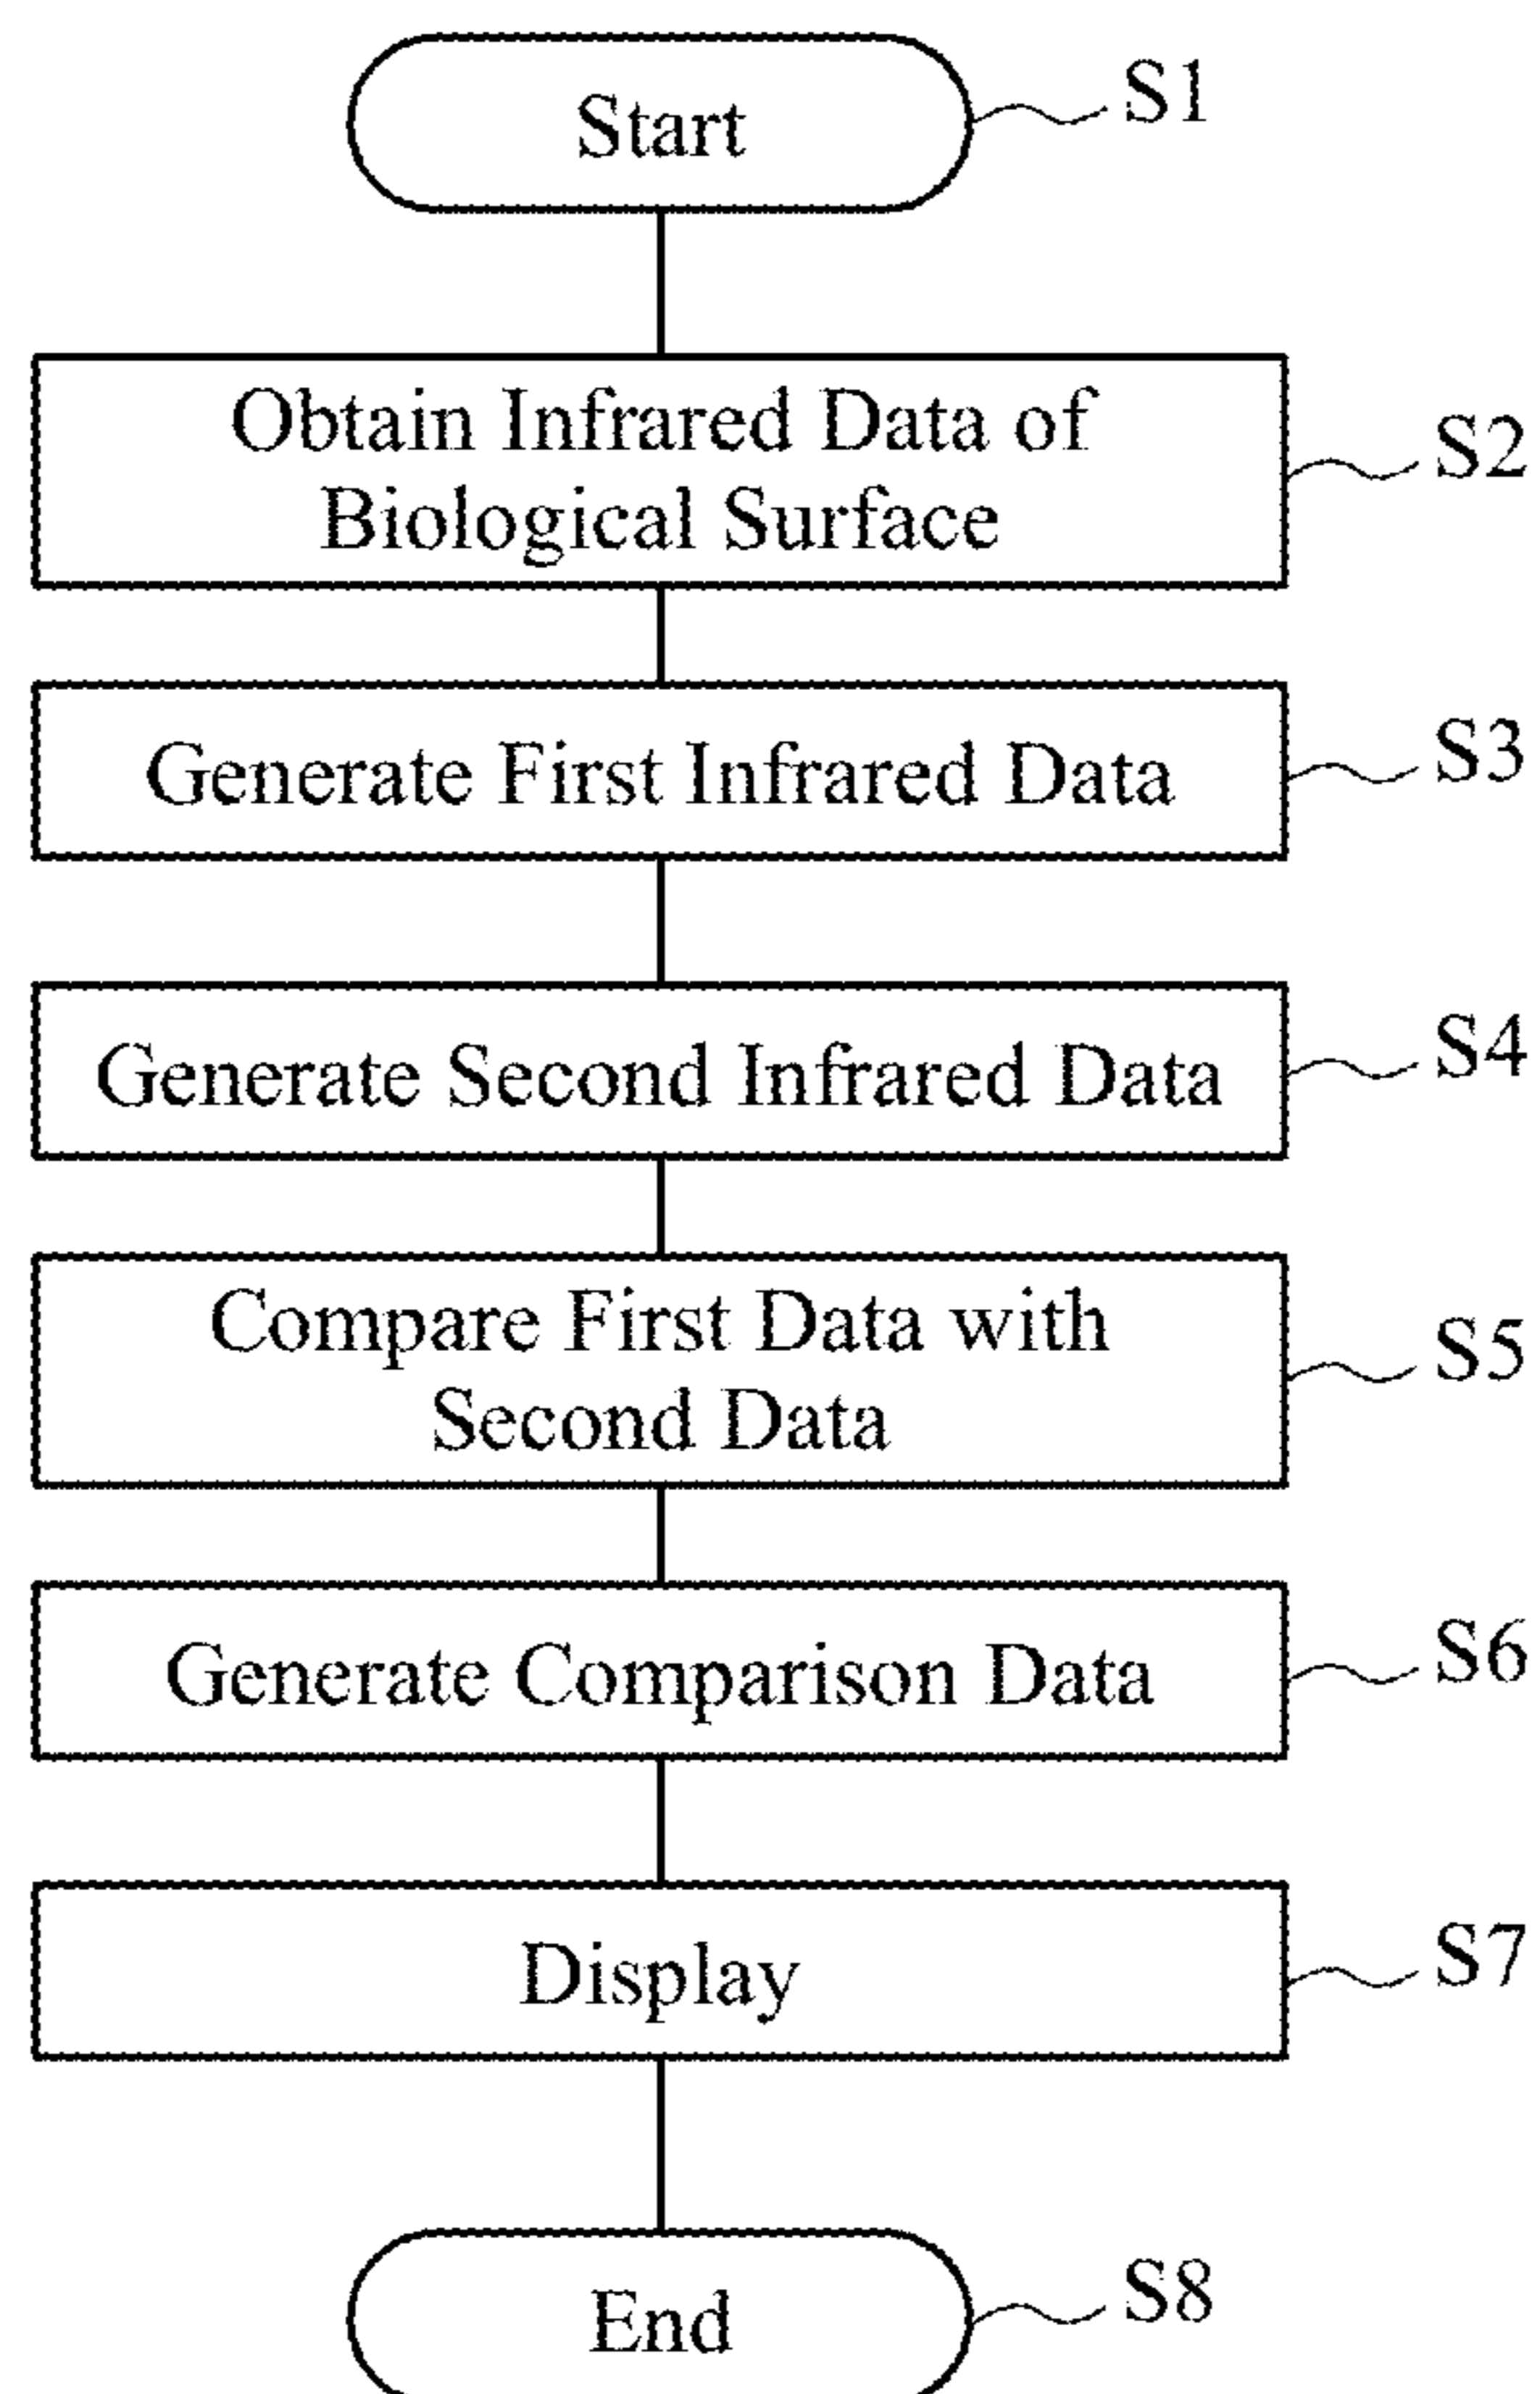 Start
S1
Obtain Infrared Data of
Biological Surface
S2
Generate First Infrared Data
S3
Generate Second Infrared Data
S4
Compare First Data with
Second Data
S5
Generate Comparison Data
S6
Display
S7
End
S8